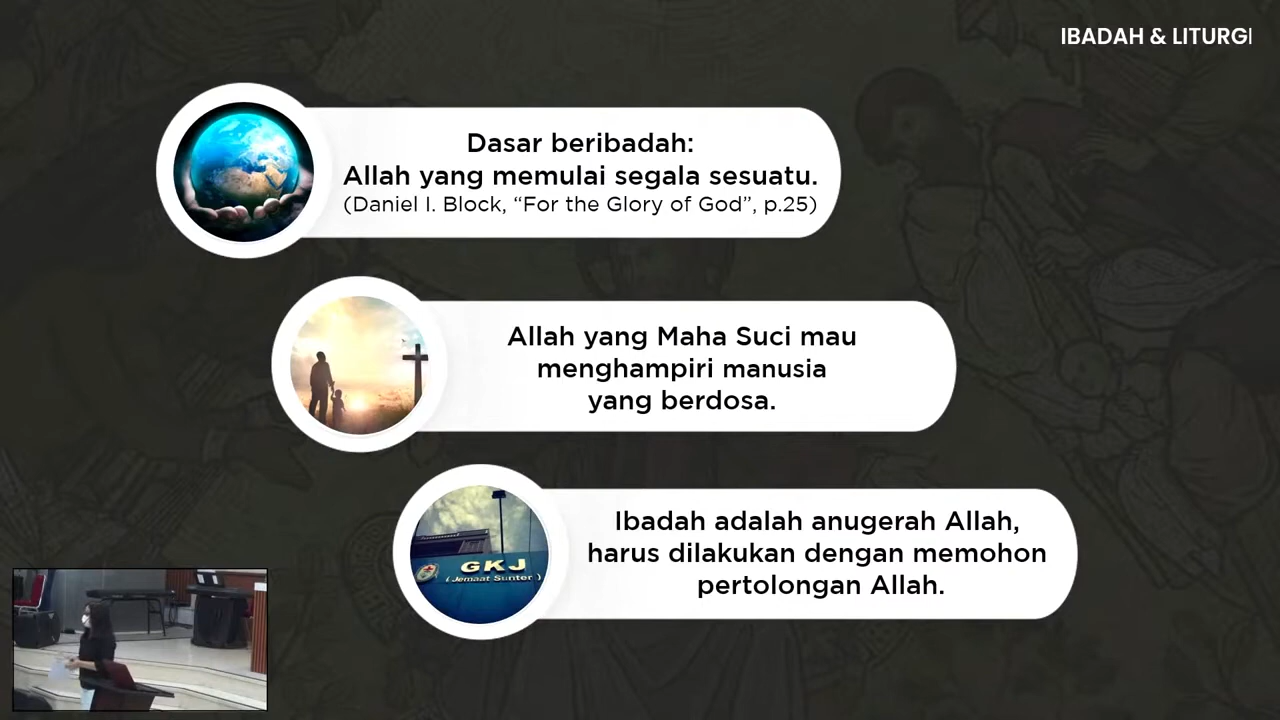 IBADAH & LITURGI
Dasar beribadah:
Allah yang memulai segala sesuatu.
(Daniel I. Block, “For the Glory of God”, p.25)
Allah yang Maha Suci mau
menghampiri manusia
yang berdosa.
GKJ
(Jemaat Sunter)
Ibadah adalah anugerah Allah,
harus dilakukan dengan memohon
pertolongan Allah.